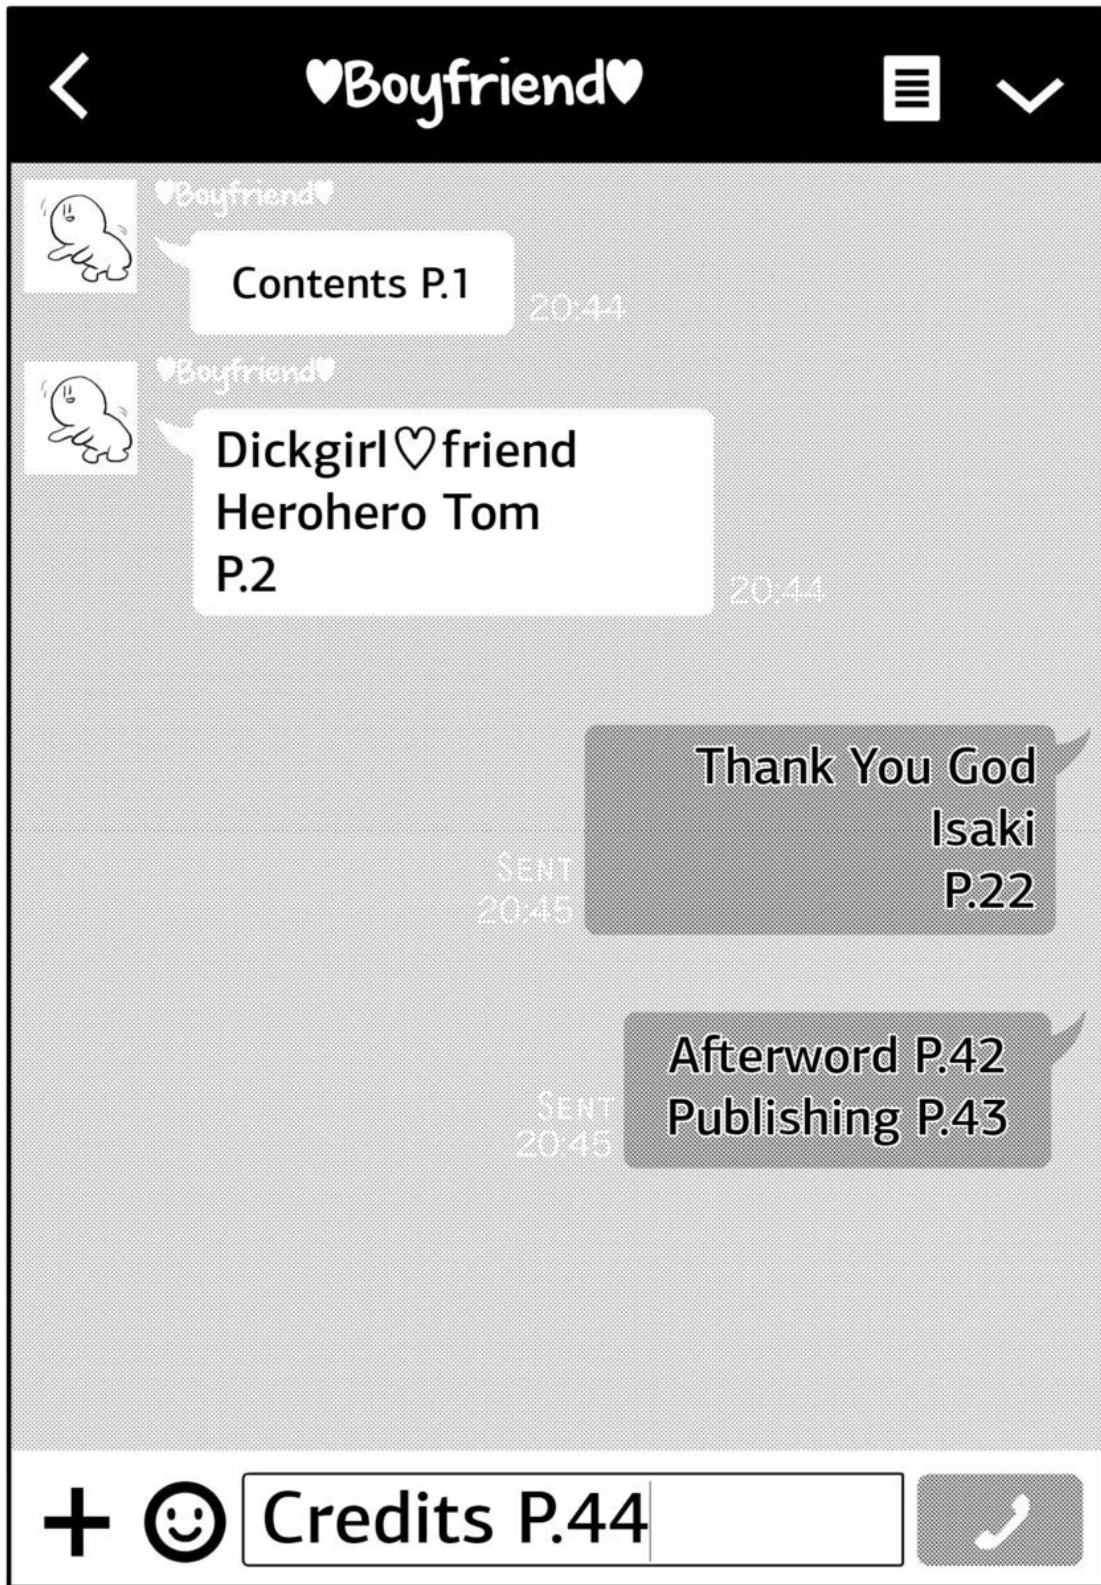 ♥Boyfriend♥
♥Boyfriend♥
Contents P.1
20:44
♥Boyfriend♥
Dickgirl♡friend
Herohero Tom
P.2
20:44
Thank You God
Isaki
P.22
SENT
20:45
Afterword P.42
Publishing P.43
SENT
20:45
Credits P.44